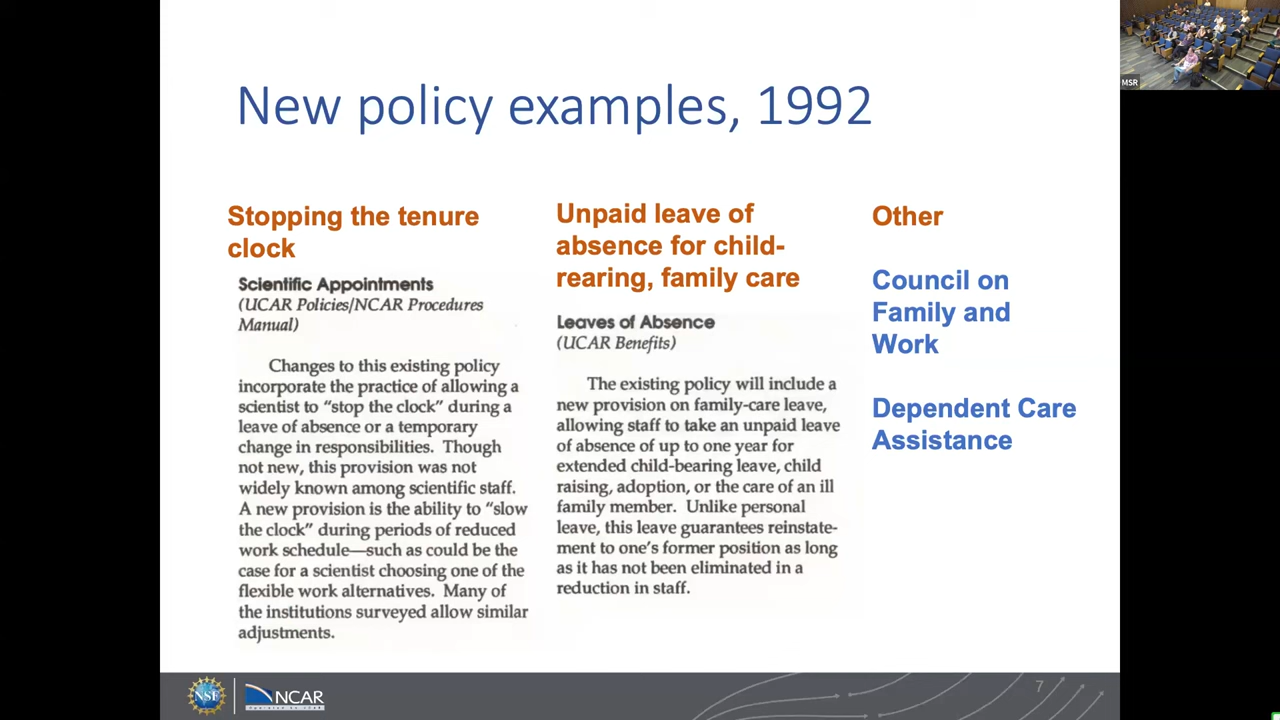 New policy examples, 1992
Stopping the tenure
clock
Scientific Appointments
(UCAR Policies/NCAR Procedures
Manual)
Changes to this existing policy
incorporate the practice of allowing a
scientist to “stop the clock” during a
leave of absence or a temporary
change in responsibilities. Though
not new, this provision was not
widely known among scientific staff.
A new provision is the ability to “slow
the clock” during periods of reduced
work schedule—such as could be the
case for a scientist choosing one of the
flexible work alternatives. Many of
the institutions surveyed allow similar
adjustments.
Unpaid leave of
absence for child-
rearing, family care
Leaves of Absence
(UCAR Benefits)
The existing policy will include a
new provision on family-care leave,
allowing staff to take an unpaid leave
of absence of up to one year for
extended child-bearing leave, child
raising, adoption, or the care of an ill
family member. Unlike personal
leave, this leave guarantees reinstate-
ment to one’s former position as long
as it has not been eliminated in a
reduction in staff.
Other
Council on
Family and
Work
Dependent Care
Assistance
MSR
NSF
NCAR
7